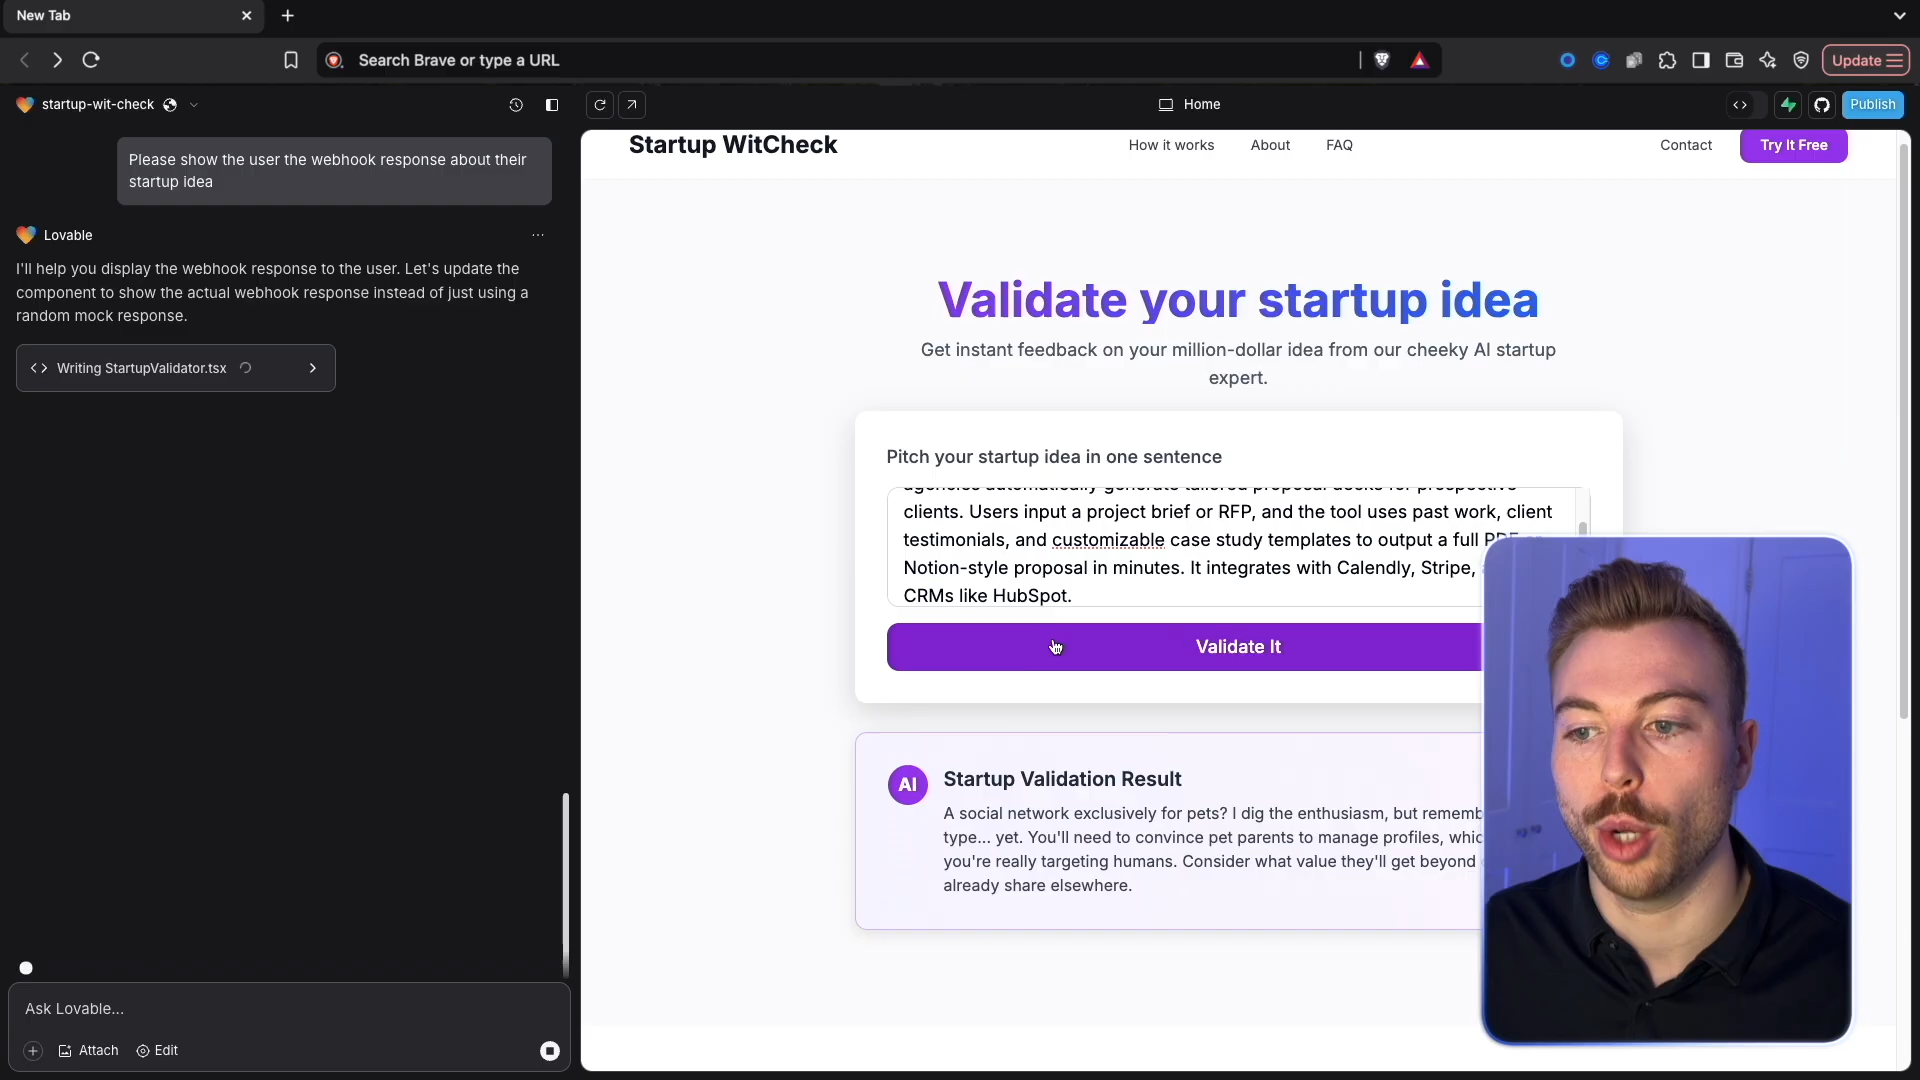 New Tab
Search Brave or type a URL
Update
startup-wit-check
Home
Publish
Please show the user the webhook response about their
startup idea
Lovable
I'll help you display the webhook response to the user. Let's update the
component to show the actual webhook response instead of just using a
random mock response.
Writing StartupValidator.tsx
Ask Lovable...
Attach
Edit
Startup WitCheck
How it works
About
FAQ
Contact
Try It Free
Validate your startup idea
Get instant feedback on your million-dollar idea from our cheeky AI startup
expert.
Pitch your startup idea in one sentence
agencies automatically generate tailored proposal decks for prospective
clients. Users input a project brief or RFP, and the tool uses past work, client
testimonials, and customizable case study templates to output a full PDF
Notion-style proposal in minutes. It integrates with Calendly, Stripe,
CRMs like HubSpot.
Validate It
AI
Startup Validation Result
A social network exclusively for pets? I dig the enthusiasm, but
type... yet. You'll need to convince pet parents to manage profiles,
you're really targeting humans. Consider what value they'll get beyond
already share elsewhere.